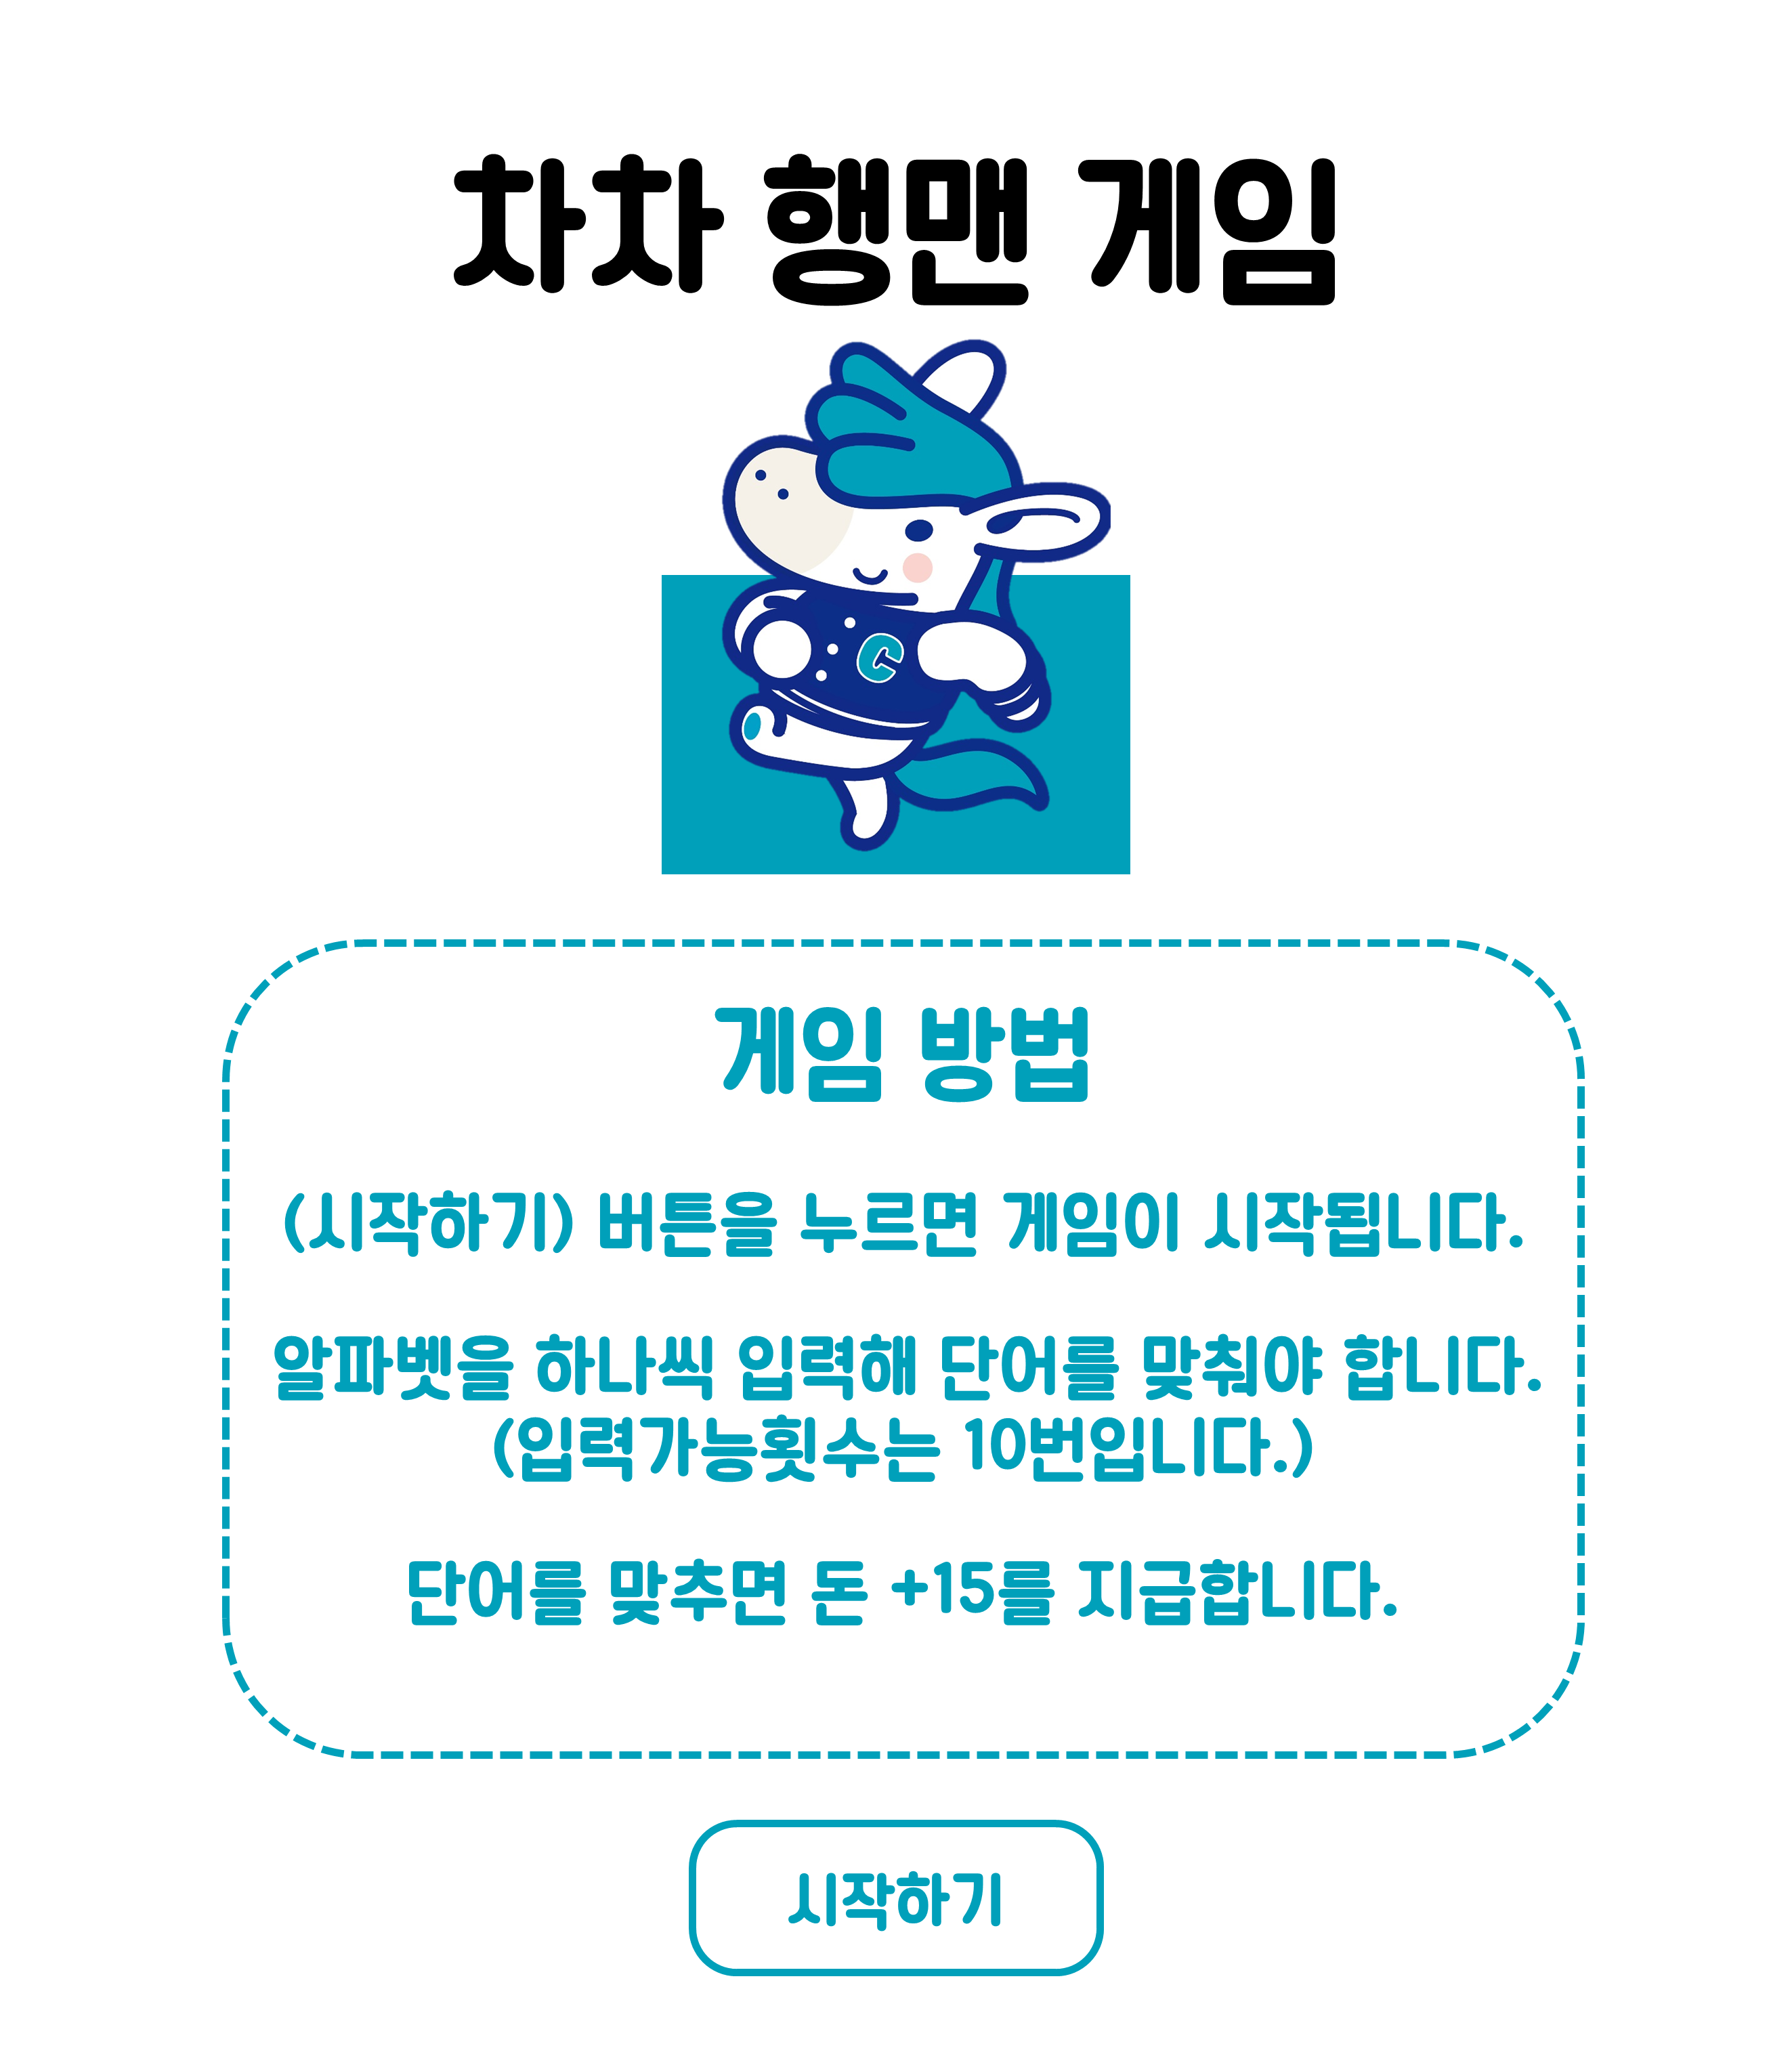 차차 행맨 게임
C
게임 방법
(시작하기) 버튼을 누르면 게임이 시작됩니다.
알파벳을 하나씩 입력해 단어를 맞춰야 합니다.
(입력가능횟수는 10번입니다.)
단어를 맞추면 돈 +15를 지급합니다.
시작하기